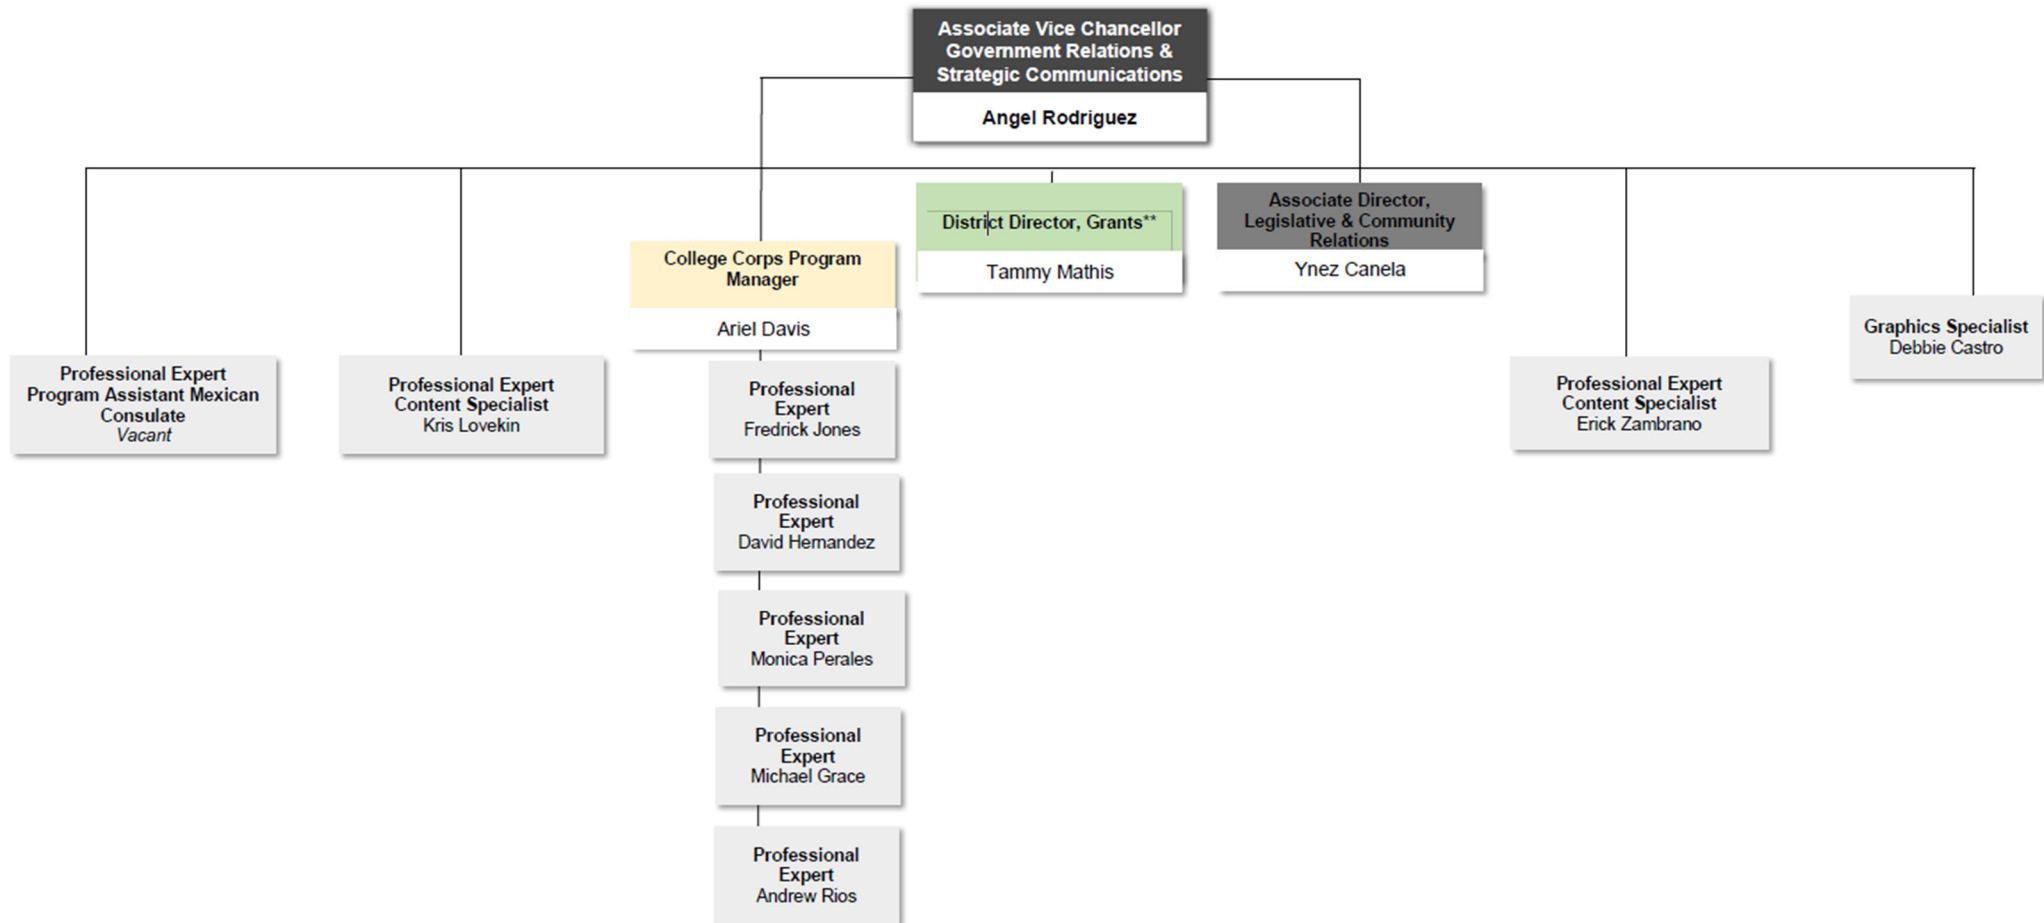 Associate Vice Chancellor
Government Relations &
Strategic Communications
Angel Rodriguez
District Director, Grants**
Tammy Mathis
Associate Director,
Legislative & Community
Relations
Ynez Canela
College Corps Program
Manager
Ariel Davis
Graphics Specialist
Debbie Castro
Professional Expert
Program Assistant Mexican
Consulate
Vacant
Professional Expert
Content Specialist
Kris Lovekin
Professional
Expert
Fredrick Jones
Professional Expert
Content Specialist
Erick Zambrano
Professional
Expert
David Hernandez
Professional
Expert
Monica Perales
Professional
Expert
Michael Grace
Professional
Expert
Andrew Rios